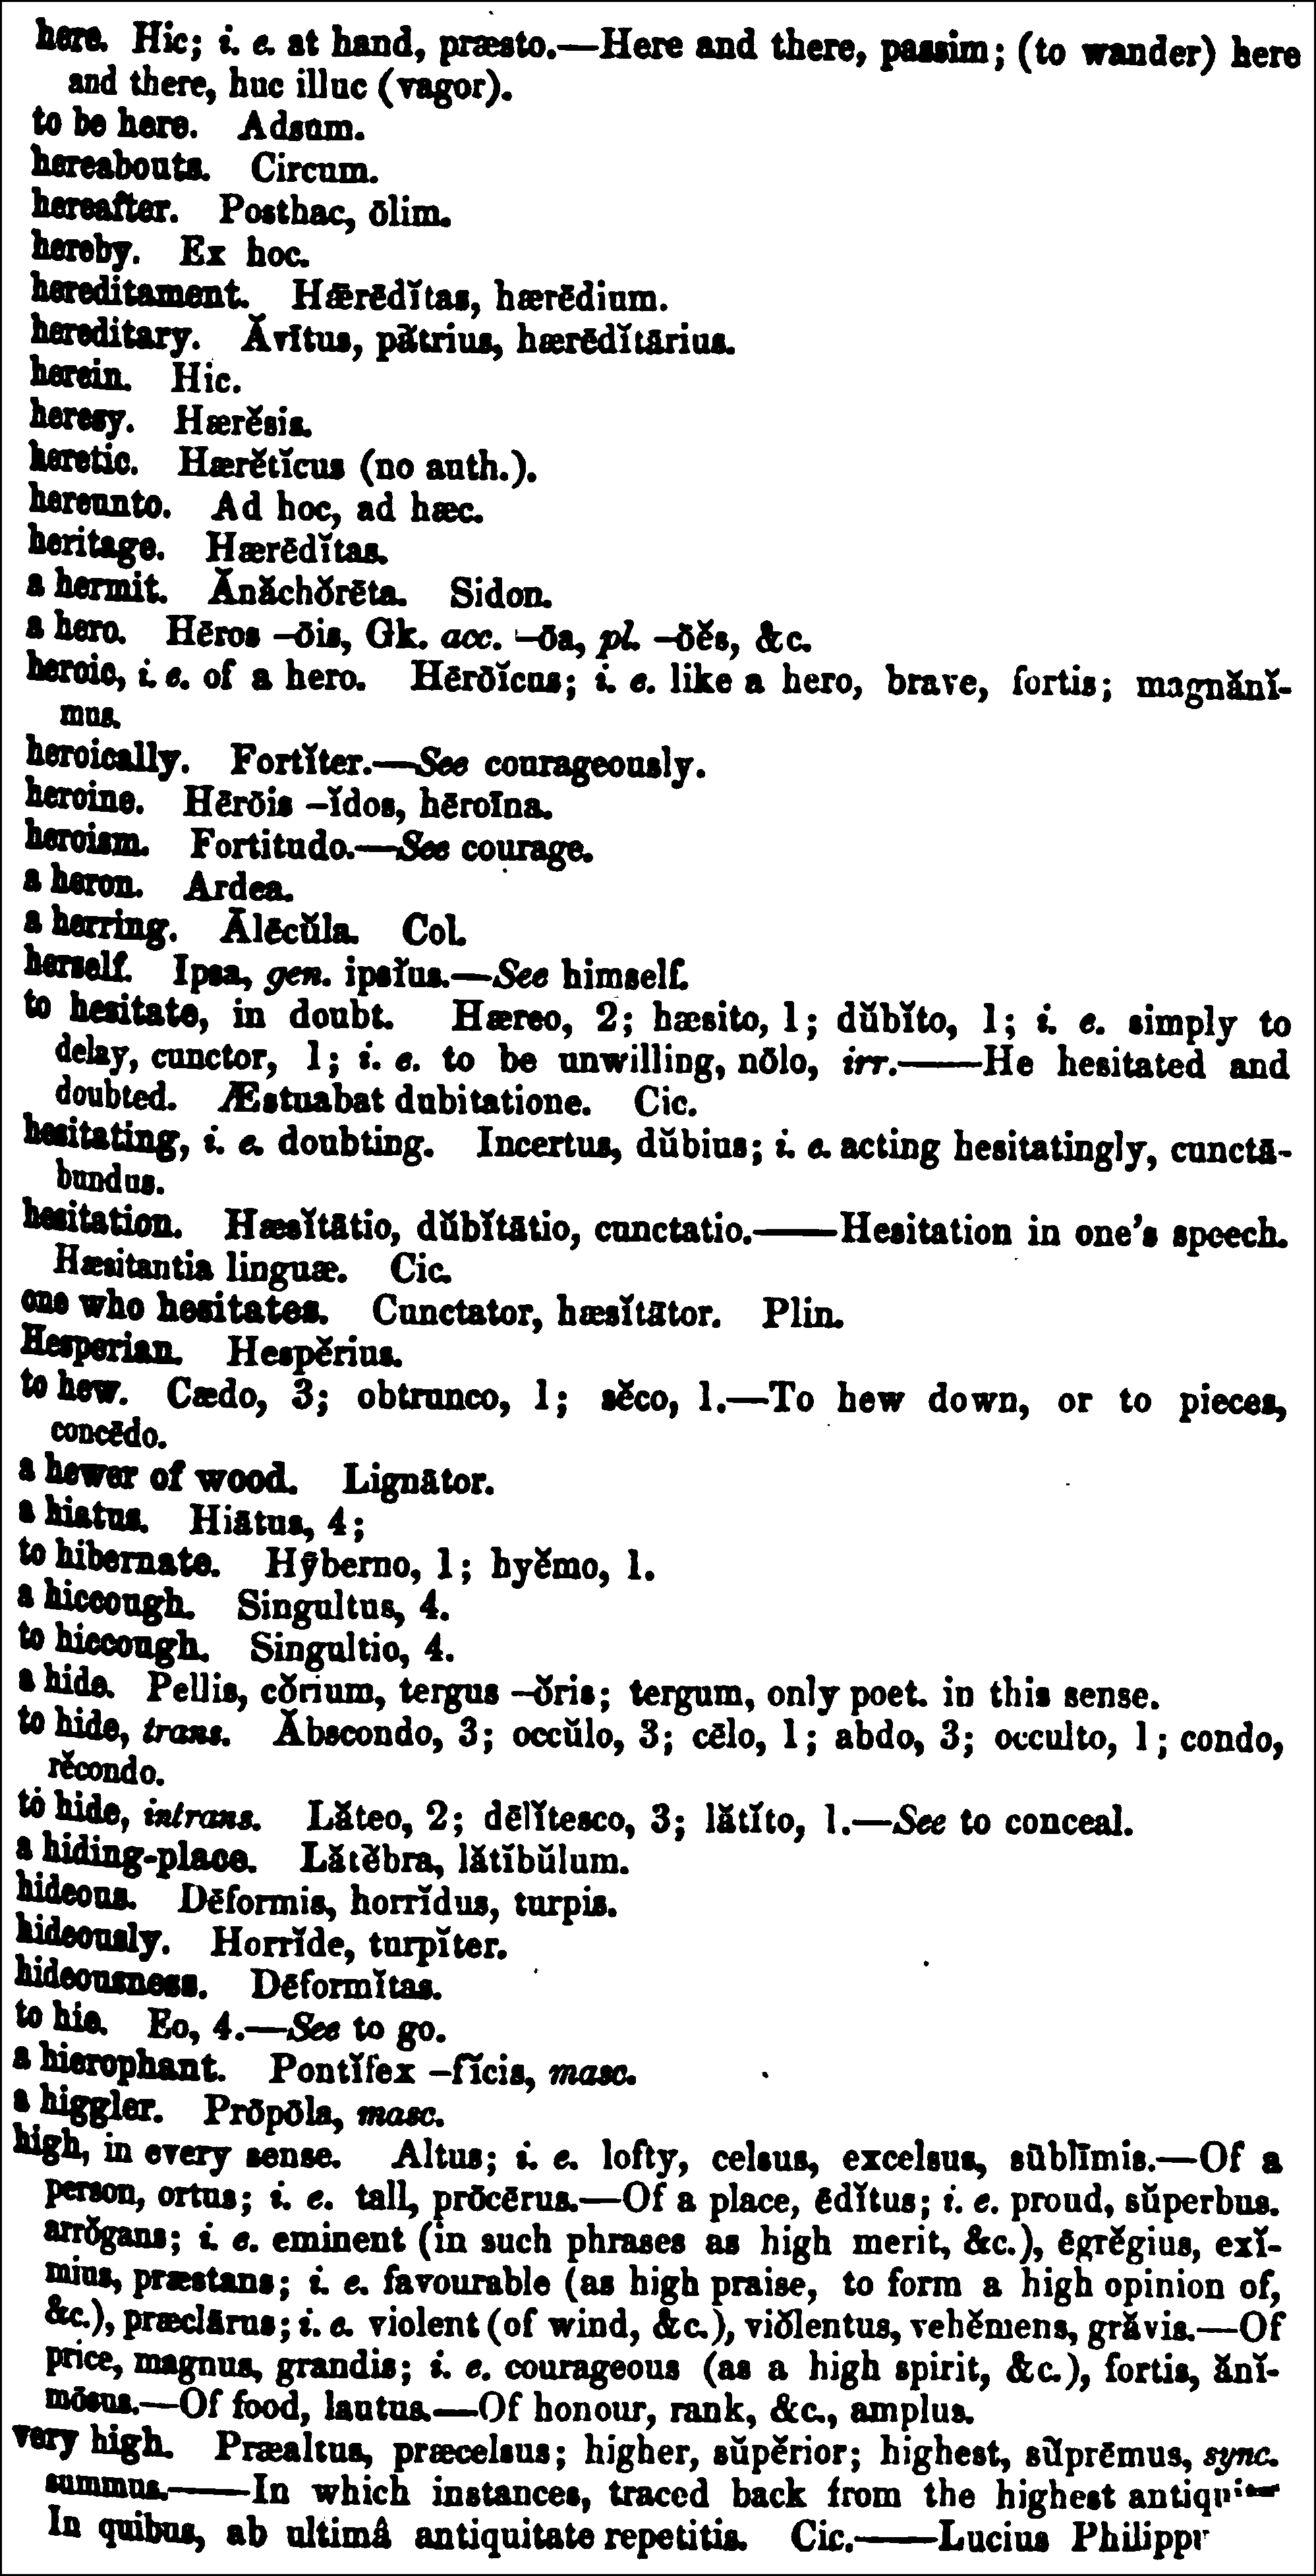 here. Hic; i. e. at hand, præsto.—Here and there, passim; (to wander) here
and there, huc illuc (vagor).
to be here. Adsum.
hereabouts. Circum.
hereafter. Posthac, ōlim.
hereby. Ex hoc.
hereditament. Hǣrēdĭtas, hærēdium.
hereditary. Ăvītus, pătrius, hærēdĭtārius.
herein. Hic.
heresy. Hærĕsis.
heretic. Hærĕtĭcus (no auth.).
hereunto. Ad hoc, ad hæc.
heritage. Hærēdĭtas.
a hermit. Ănăchŏrēta. Sidon.
a hero. Hēros –ōis, Gk. acc. –ōa, pl. –ōĕs, &c.
heroic, i. e. of a hero. Hērōĭcus; i. e. like a hero, brave, fortis; magnănĭ-
mus.
heroically. Fortĭter.—See courageously.
heroine. Hērōis –ĭdos, hēroīna.
heroism. Fortitudo.—See courage.
a heron. Ardea.
a herring. Ālēcŭla. Col.
herself. Ipsa, gen. ipsīus.—See himself.
to hesitate, in doubt. Hæreo, 2; hæsito, 1; dŭbĭto, 1; i. e. simply to
delay, cunctor, 1; i. e. to be unwilling, nōlo, irr.——He hesitated and
doubted. Æstuabat dubitatione. Cic.
hesitating, i. e. doubting. Incertus, dŭbius; i. e. acting hesitatingly, cunctā-
bundus.
hesitation. Hæsĭtātio, dŭbĭtātio, cunctatio.——Hesitation in one's speech.
Hæsitantia linguæ. Cic.
one who hesitates. Cunctator, hæsĭtātor. Plin.
Hesperian. Hespĕrius.
to hew. Cædo, 3; obtrunco, 1; sĕco, 1.—To hew down, or to pieces,
concēdo.
a hewer of wood. Lignātor.
a hiatus. Hiātus, 4;
to hibernate. Hȳberno, 1; hyĕmo, 1.
a hiccough. Singultus, 4.
to hiccough. Singultio, 4.
a hide. Pellis, cŏrium, tergus –ŏris; tergum, only poet. in this sense.
to hide, trans. Ăbscondo, 3; occŭlo, 3; cēlo, 1; abdo, 3; occulto, 1; condo,
rĕcondo.
to hide, intrans. Lăteo, 2; dēlĭtesco, 3; lătĭto, 1.—See to conceal.
a hiding-place. Lătĕbra, lătĭbŭlum.
hideous. Dēformis, horrĭdus, turpis.
hideously. Horrĭde, turpĭter.
hideousness. Dēformĭtas.
to hie. Eo, 4.—See to go.
a hierophant. Pontĭfex –fĭcis, masc.
a higgler. Prŏpōla, masc.
high, in every sense. Altus; i. e. lofty, celsus, excelsus, sūblīmis.—Of a
person, ortus; i. e. tall, prōcērus.—Of a place, ēdĭtus; i. e. proud, sŭperbus.
arrŏgans; i. e. eminent (in such phrases as high merit, &c.), ēgrĕgius, exĭ-
mius, præstans; i. e. favourable (as high praise, to form a high opinion of,
&c.), præclārus; i. e. violent (of wind, &c.), viŏlentus, vehĕmens, grăvis.—Of
price, magnus, grandis; i. e. courageous (as a high spirit, &c.), fortis, ănĭ-
mōsus.—Of food, lautus.—Of honour, rank, &c., amplus.
very high. Præaltus, præcelsus; higher, sŭpĕrior; highest, sŭprēmus, sync.
summus.——In which instances, traced back from the highest
In quibus, ab ultimâ antiquitate repetitis. Cic.——Lucius